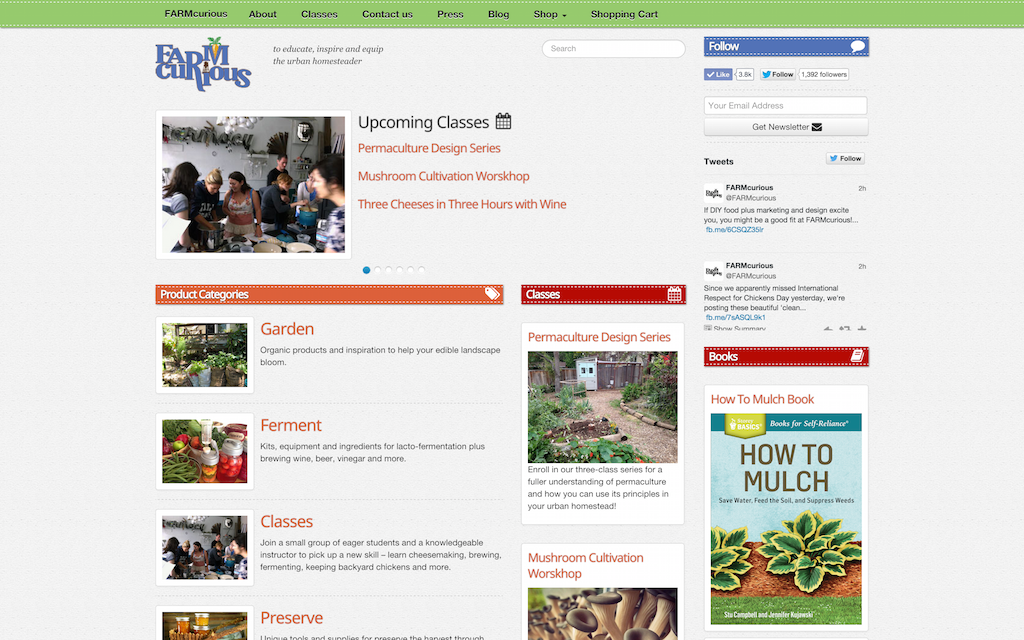 FARMcurious About Classes Contact us Press Blog Shop Shopping Cart
FARM CURIOUS
to educate, inspire and equip
the urban homesteader
Search
Upcoming Classes
Permaculture Design Series
Mushroom Cultivation Worskhop
Three Cheeses in Three Hours with Wine
Product Categories
Garden
Organic products and inspiration to help your edible landscape
bloom.
Ferment
Kits, equipment and ingredients for lacto-fermentation plus
brewing wine, beer, vinegar and more.
Classes
Join a small group of eager students and a knowledgeable
instructor to pick up a new skill – learn cheesemaking, brewing,
fermenting, keeping backyard chickens and more.
Preserve
Unique tools and supplies for preserve the harvest through
Classes
Permaculture Design Series
Enroll in our three-class series for a
fuller understanding of permaculture
and how you can use its principles in
your urban homestead!
Mushroom Cultivation
Worskhop
Follow
Like 3.8k Follow 1,392 followers
Your Email Address
Get Newsletter
Tweets Follow
FARMcurious 2h
@FARMcurious
If DIY food plus marketing and design excite
you, you might be a good fit at FARMcurious!...
fb.me/6CSQZ35lr
FARMcurious 2h
@FARMcurious
Since we apparently missed International
Respect for Chickens Day yesterday, we're
posting these beautiful 'clean...
fb.me/7sASQL9k1
Show Summary
Books
How To Mulch Book
BASICS Books for Self-Reliance
HOW TO
MULCH
Save Water, Feed the Soil, and Suppress Weeds
Stu Campbell and Jennifer Kujawski